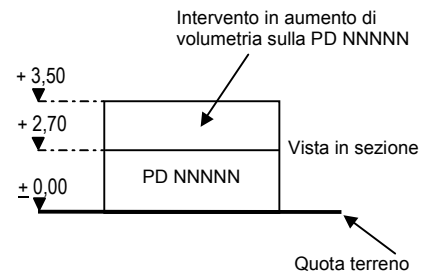 Intervento in aumento di
volumetria sulla PD NNNNN
+ 3,50
+ 2,70
Vista in sezione
PD NNNNN
± 0,00
Quota terreno